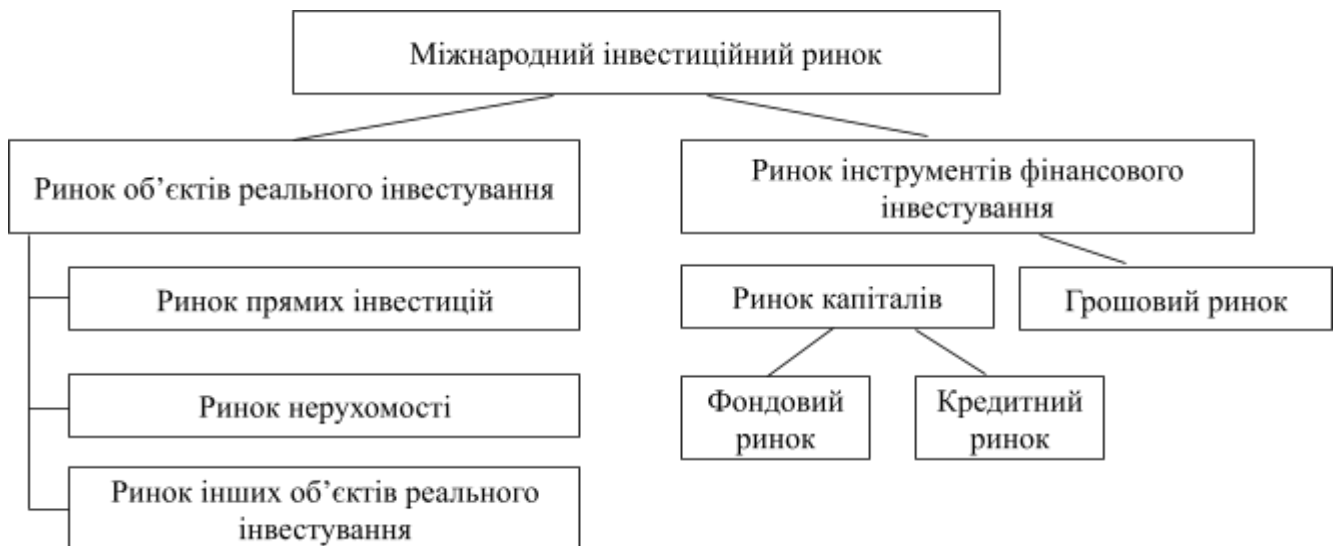 Міжнародний інвестиційний ринок
Ринок об’єктів реального інвестування
Ринок інструментів фінансового
інвестування
Ринок прямих інвестицій
Ринок капіталів
Грошовий ринок
Ринок нерухомості
Фондовий
ринок
Кредитний
ринок
Ринок інших об’єктів реального
інвестування